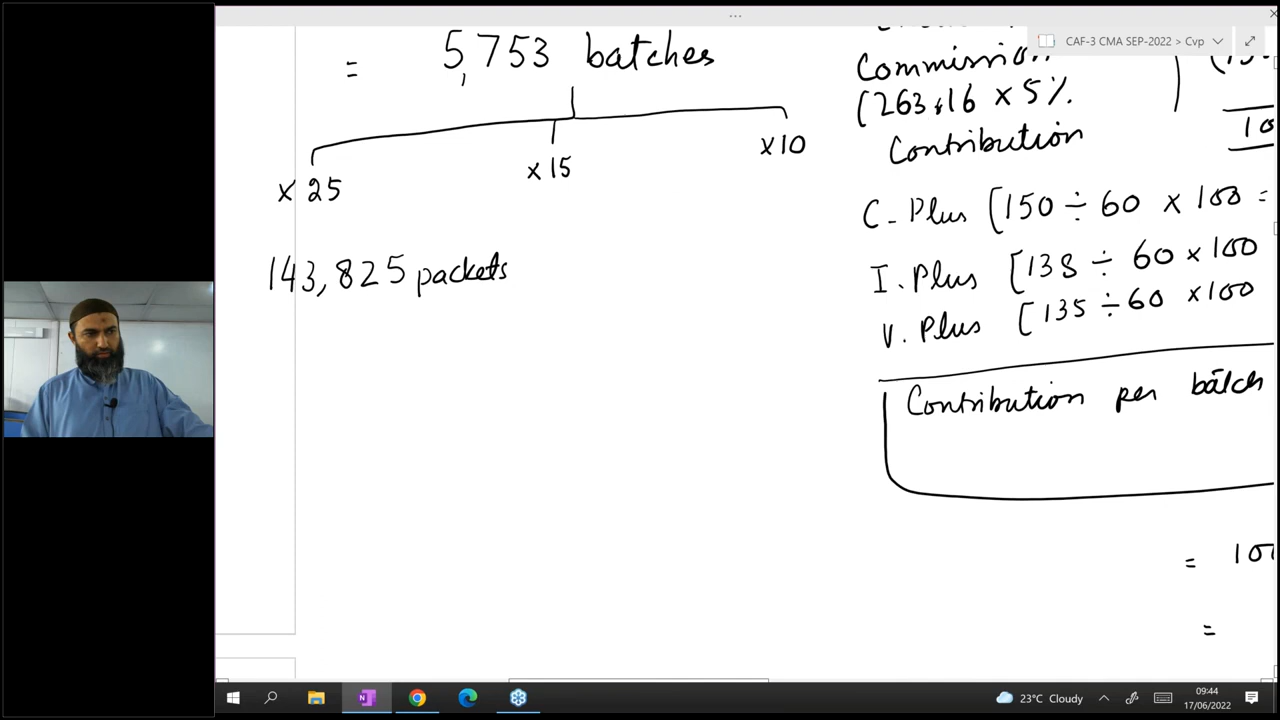 CAF-3 CMA SEP-2022 > Cvp
= 5,753 batches
x 25
x 15
x 10
143,825 packets
Commission
(263,16 x 5%.
Contribution
10
C-Plus [150 ÷ 60 x 100 =
I. Plus [138 ÷ 60 x 100
V. Plus [135 ÷ 60 x 100
Contribution per batch
= 100
=
23°C Cloudy
09:44
17/06/2022